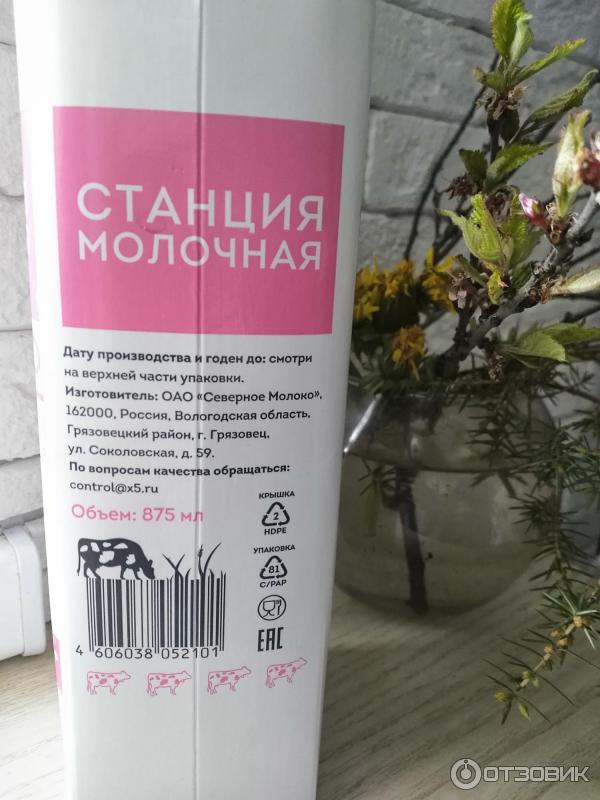 СТАНЦИЯ
МОЛОЧНАЯ
Дату производства и годен до: смотри
на верхней части упаковки.
Изготовитель: ОАО «Северное Молоко»,
162000, Россия, Вологодская область,
Грязовецкий район, г. Грязовец,
ул. Соколовская, д. 59.
По вопросам качества обращаться:
control@x5.ru
Объем: 875 мл
КРЫШКА
2
HDPE
УПАКОВКА
81
C/PAP
EAC
4 606038 052101
ОТЗОВИК